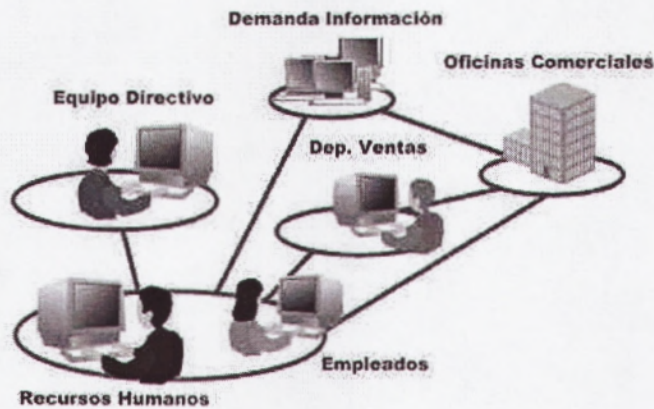 Demanda Información
Oficinas Comerciales
Equipo Directivo
Dep. Ventas
Empleados
Recursos Humanos